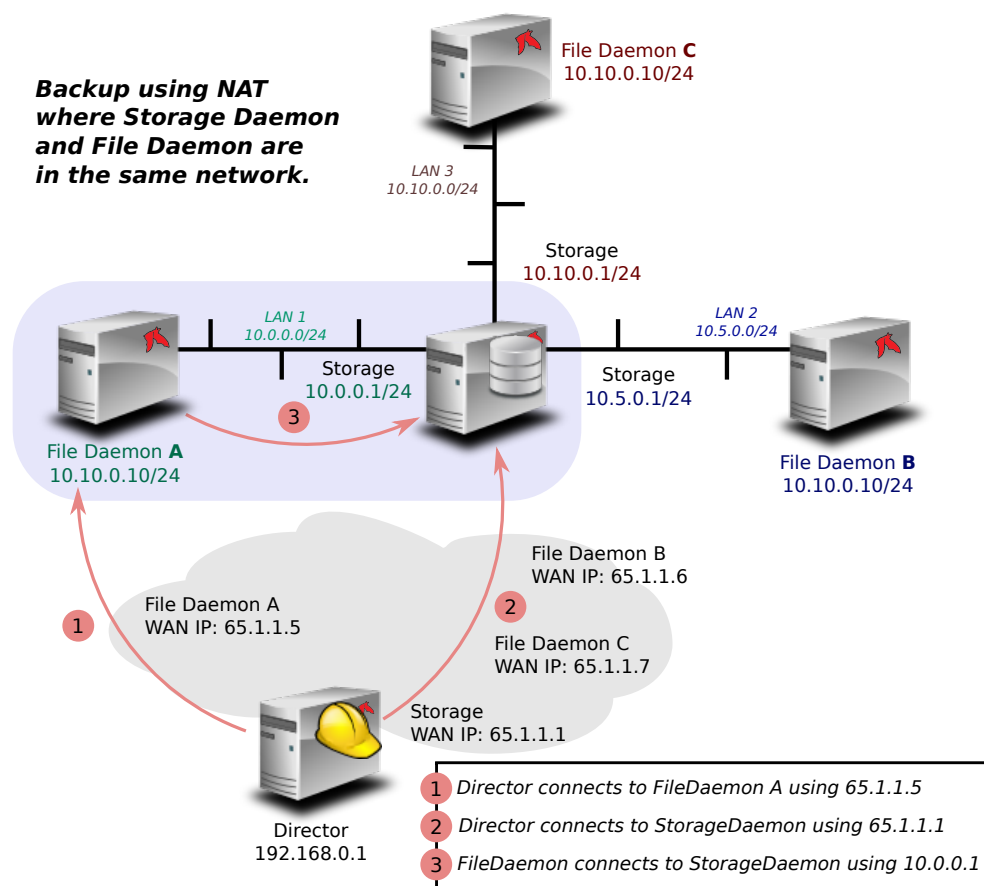 Backup using NAT
where Storage Daemon
and File Daemon are
in the same network.
File Daemon C
10.10.0.10/24
LAN 3
10.10.0.0/24
Storage
10.10.0.1/24
LAN 1
10.0.0.0/24
Storage
10.0.0.1/24
LAN 2
10.5.0.0/24
Storage
10.5.0.1/24
3
File Daemon A
10.10.0.10/24
File Daemon B
10.10.0.10/24
File Daemon B
WAN IP: 65.1.1.6
1
File Daemon A
WAN IP: 65.1.1.5
2
File Daemon C
WAN IP: 65.1.1.7
Storage
WAN IP: 65.1.1.1
Director
192.168.0.1
1 Director connects to FileDaemon A using 65.1.1.5
2 Director connects to StorageDaemon using 65.1.1.1
3 FileDaemon connects to StorageDaemon using 10.0.0.1